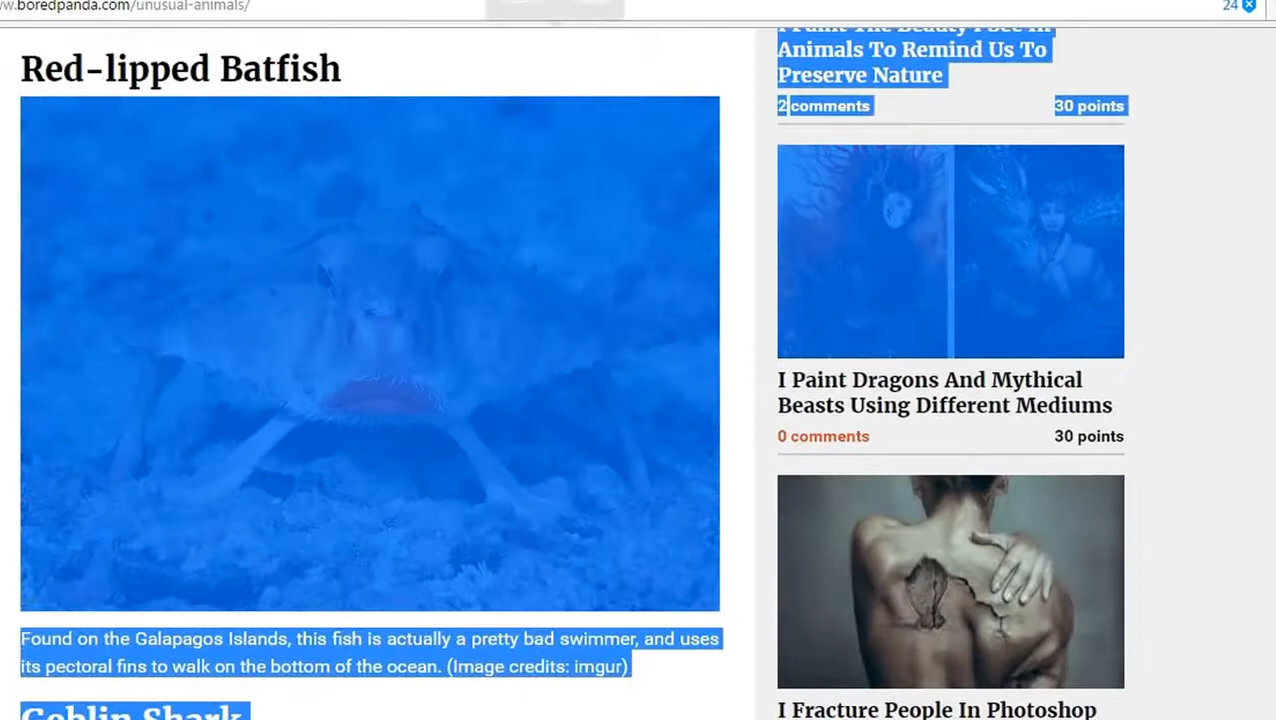 w.boredpanda.com/unusual-animals/
24
Red-lipped Batfish
Found on the Galapagos Islands, this fish is actually a pretty bad swimmer, and uses
its pectoral fins to walk on the bottom of the ocean. (Image credits: imgur)
Goblin Shark
I Paint The Beauty I See In
Animals To Remind Us To
Preserve Nature
2 comments
30 points
I Paint Dragons And Mythical
Beasts Using Different Mediums
0 comments
30 points
I Fracture People In Photoshop